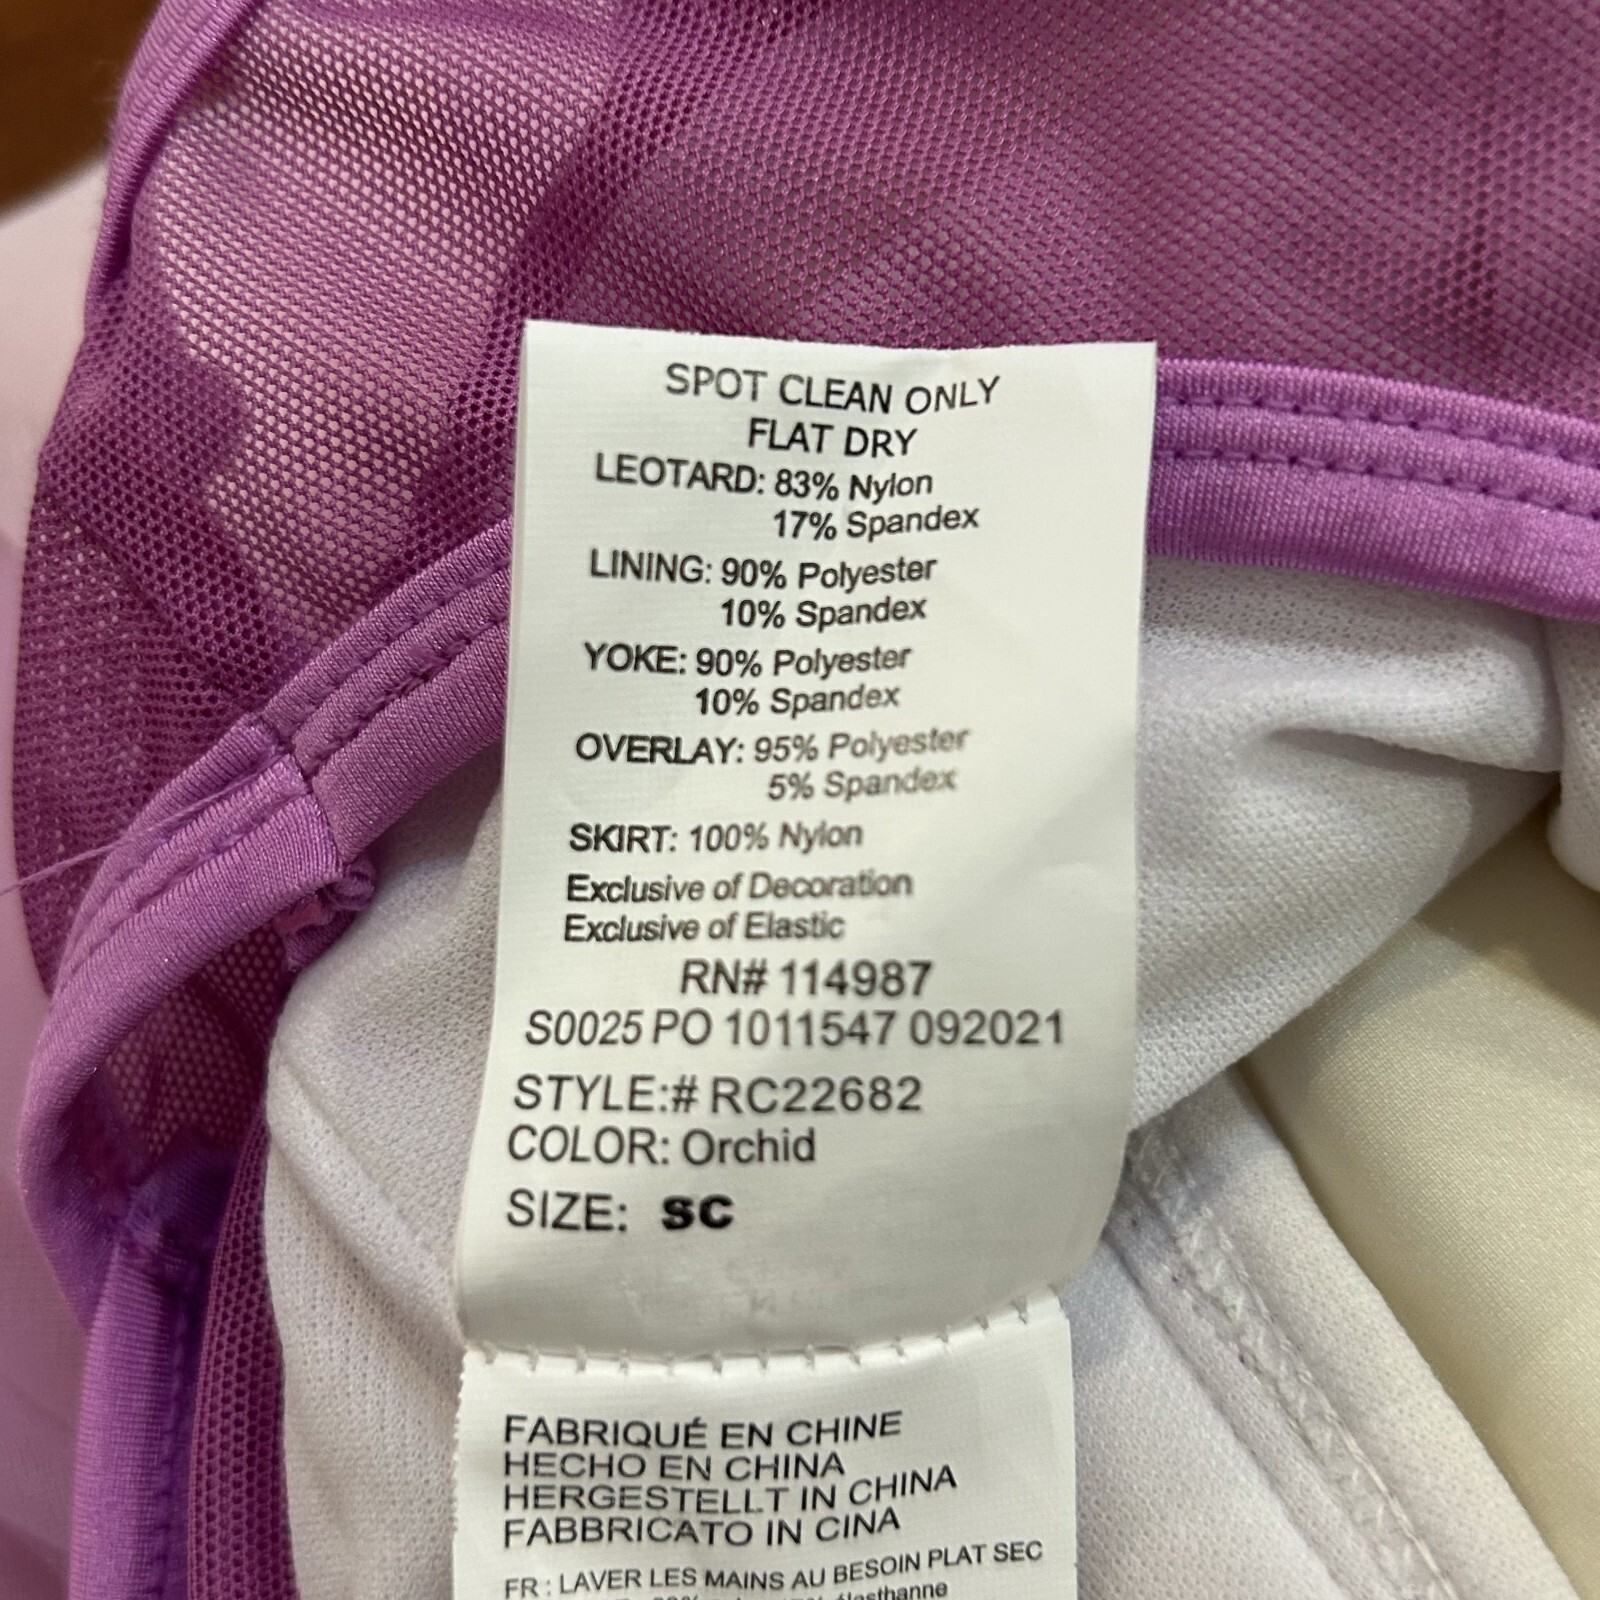 SPOT CLEAN ONLY
FLAT DRY
LEOTARD: 83% Nylon
17% Spandex
LINING: 90% Polyester
10% Spandex
YOKE: 90% Polyester
10% Spandex
OVERLAY: 95% Polyester
5% Spandex
SKIRT: 100% Nylon
Exclusive of Decoration
Exclusive of Elastic
RN# 114987
S0025 PO 1011547 092021
STYLE:# RC22682
COLOR: Orchid
SIZE: SC
FABRIQUÉ EN CHINE
HECHO EN CHINA
HERGESTELLT IN CHINA
FABBRICATO IN CINA
FR : LAVER LES MAINS AU BESOIN PLAT SEC
élasthanne